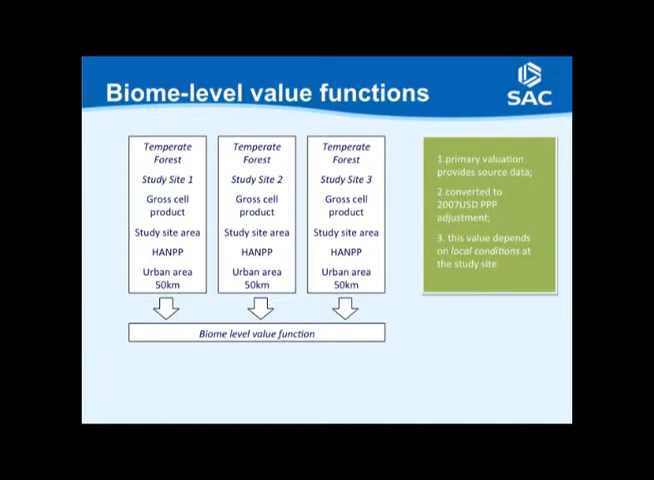 Biome-level value functions
SAC
Temperate
Forest
Study Site 1
Gross cell
product
Study site area
HANPP
Urban area
50km
Temperate
Forest
Study Site 2
Gross cell
product
Study site area
HANPP
Urban area
50km
Temperate
Forest
Study Site 3
Gross cell
product
Study site area
HANPP
Urban area
50km
Biome level value function
1.primary valuation
provides source data;
2.converted to
2007USD PPP
adjustment;
3. this value depends
on local conditions at
the study site